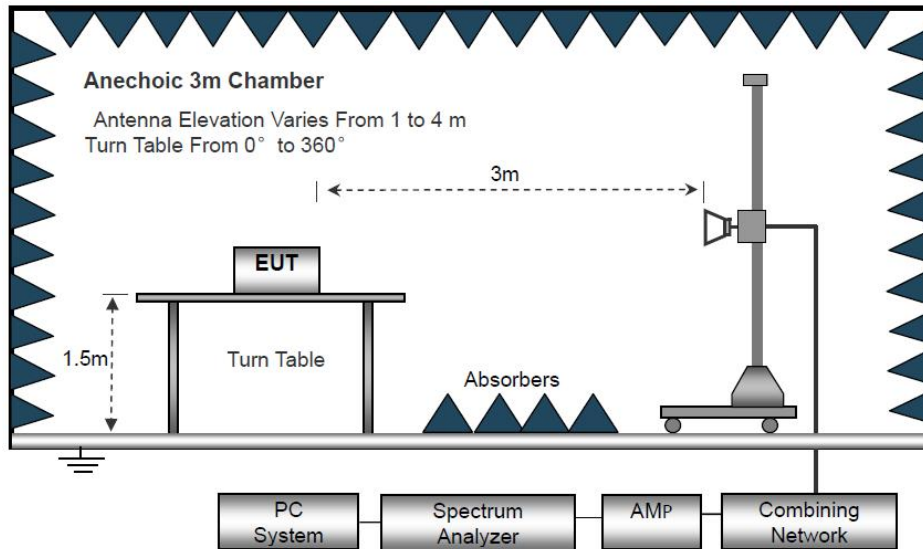 Anechoic 3m Chamber
Antenna Elevation Varies From 1 to 4 m
Turn Table From 0° to 360°
3m
EUT
1.5m
Turn Table
Absorbers
PC
System
Spectrum
Analyzer
AMP
Combining
Network